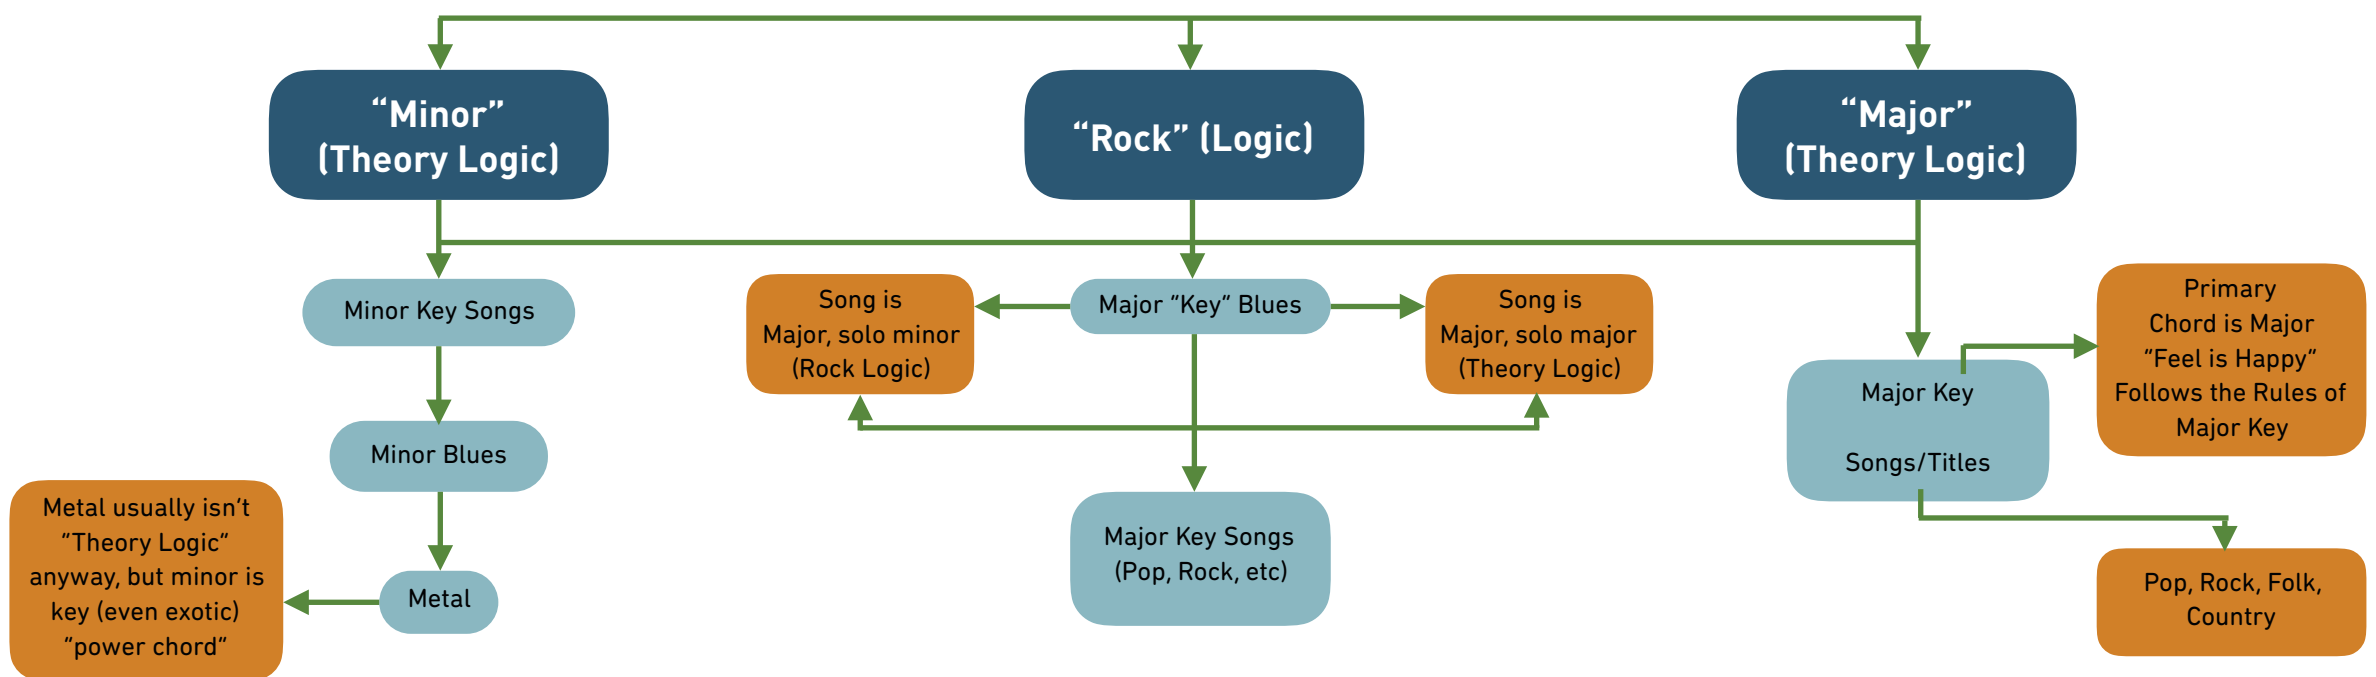 “Minor”
(Theory Logic)
“Rock” (Logic)
“Major”
(Theory Logic)
Minor Key Songs
Song is
Major, solo minor
(Rock Logic)
Major “Key” Blues
Song is
Major, solo major
(Theory Logic)
Primary
Chord is Major
“Feel is Happy”
Follows the Rules of
Major Key
Major Key
Songs/Titles
Minor Blues
Metal usually isn’t
“Theory Logic”
anyway, but minor is
key (even exotic)
“power chord”
Metal
Major Key Songs
(Pop, Rock, etc)
Pop, Rock, Folk,
Country